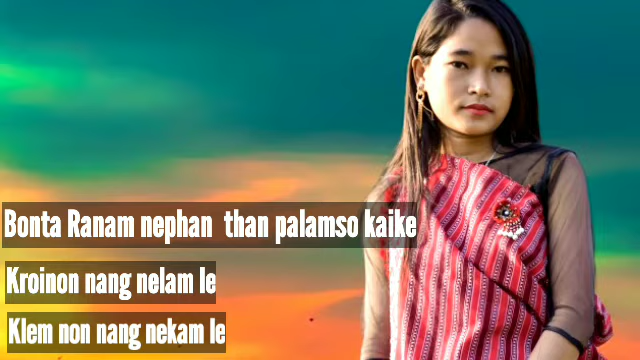 Bonta Ranam nephan than palamso kaike
Kroinon nang nelam le
Klem non nang nekam le